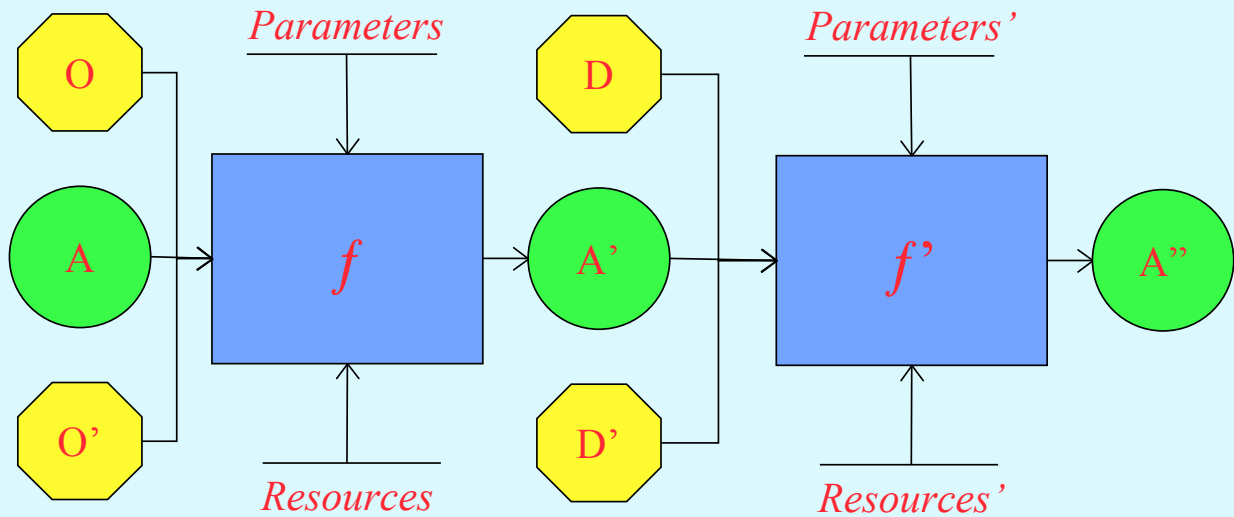 Parameters
Parameters’
O
D
A
f
A’
f’
A”
O’
D’
Resources
Resources’